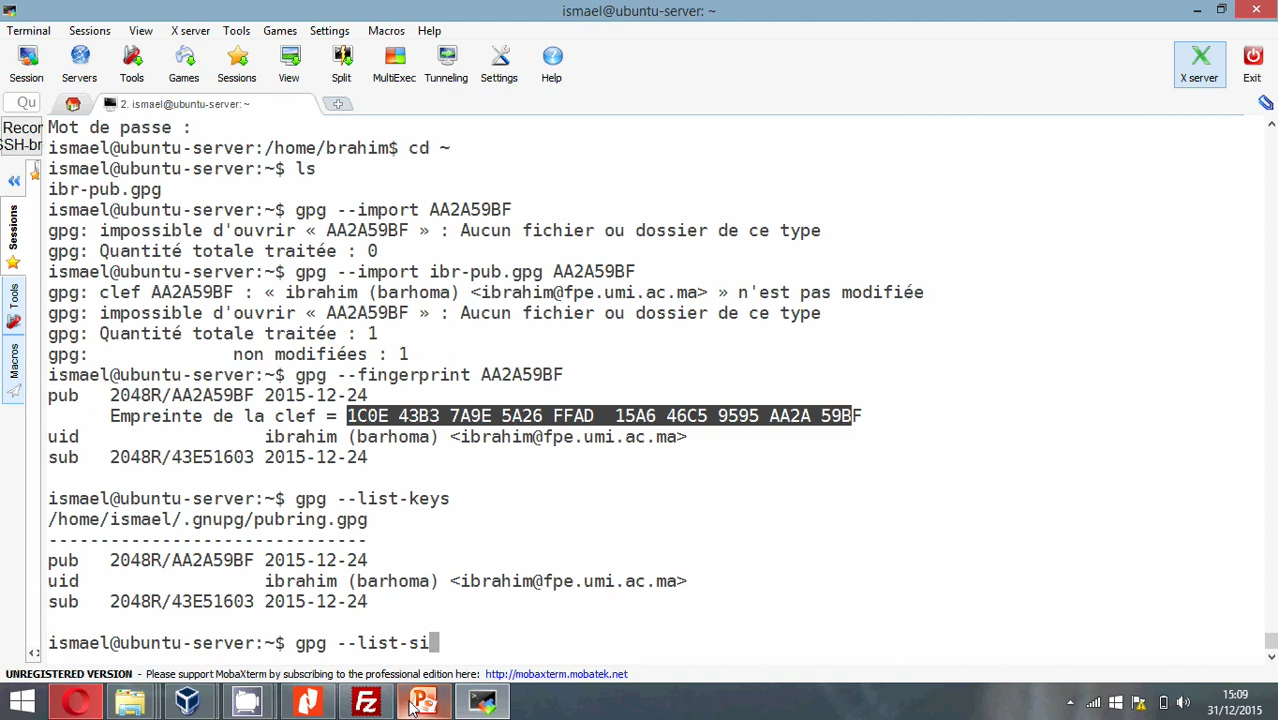 ismael@ubuntu-server: ~
Terminal Sessions View X server Tools Games Settings Macros Help
Session Servers Tools Games Sessions View Split MultiExec Tunneling Settings Help X server Exit
Qu
2. ismael@ubuntu-server: ~
Recor
SSH-br
Sessions
Tools
Macros
Mot de passe :
ismael@ubuntu-server:/home/brahim$ cd ~
ismael@ubuntu-server:~$ ls
ibr-pub.gpg
ismael@ubuntu-server:~$ gpg --import AA2A59BF
gpg: impossible d'ouvrir « AA2A59BF » : Aucun fichier ou dossier de ce type
gpg: Quantité totale traitée : 0
ismael@ubuntu-server:~$ gpg --import ibr-pub.gpg AA2A59BF
gpg: clef AA2A59BF : « ibrahim (barhoma) <ibrahim@fpe.umi.ac.ma> » n'est pas modifiée
gpg: impossible d'ouvrir « AA2A59BF » : Aucun fichier ou dossier de ce type
gpg: Quantité totale traitée : 1
gpg: non modifiées : 1
ismael@ubuntu-server:~$ gpg --fingerprint AA2A59BF
pub 2048R/AA2A59BF 2015-12-24
Empreinte de la clef = 1C0E 43B3 7A9E 5A26 FFAD 15A6 46C5 9595 AA2A 59BF
uid ibrahim (barhoma) <ibrahim@fpe.umi.ac.ma>
sub 2048R/43E51603 2015-12-24
ismael@ubuntu-server:~$ gpg --list-keys
/home/ismael/.gnupg/pubring.gpg
-------------------------------
pub 2048R/AA2A59BF 2015-12-24
uid ibrahim (barhoma) <ibrahim@fpe.umi.ac.ma>
sub 2048R/43E51603 2015-12-24
ismael@ubuntu-server:~$ gpg --list-si
UNREGISTERED VERSION - Please support MobaXterm by subscribing to the professional edition here: http://mobaxterm.mobatek.net
15:09
31/12/2015